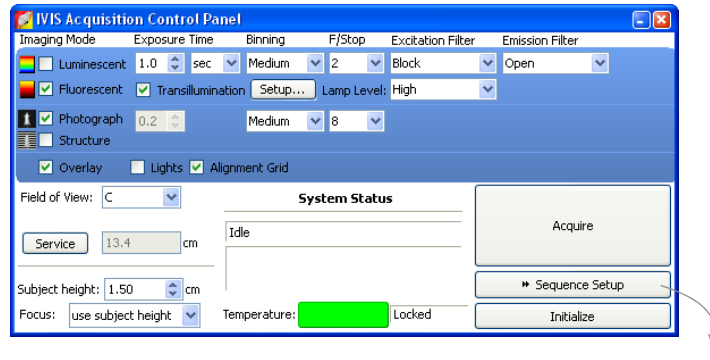 IVIS Acquisition Control Panel
Imaging Mode Exposure Time Binning F/Stop Excitation Filter Emission Filter
Luminescent 1.0 sec Medium 2 Block Open
Fluorescent Transillumination Setup... Lamp Level: High
Photograph 0.2 Medium 8
Structure
Overlay Lights Alignment Grid
Field of View: C System Status
Idle Acquire
Service 13.4 cm
Subject height: 1.50 cm Sequence Setup
Focus: use subject height Temperature: Locked Initialize